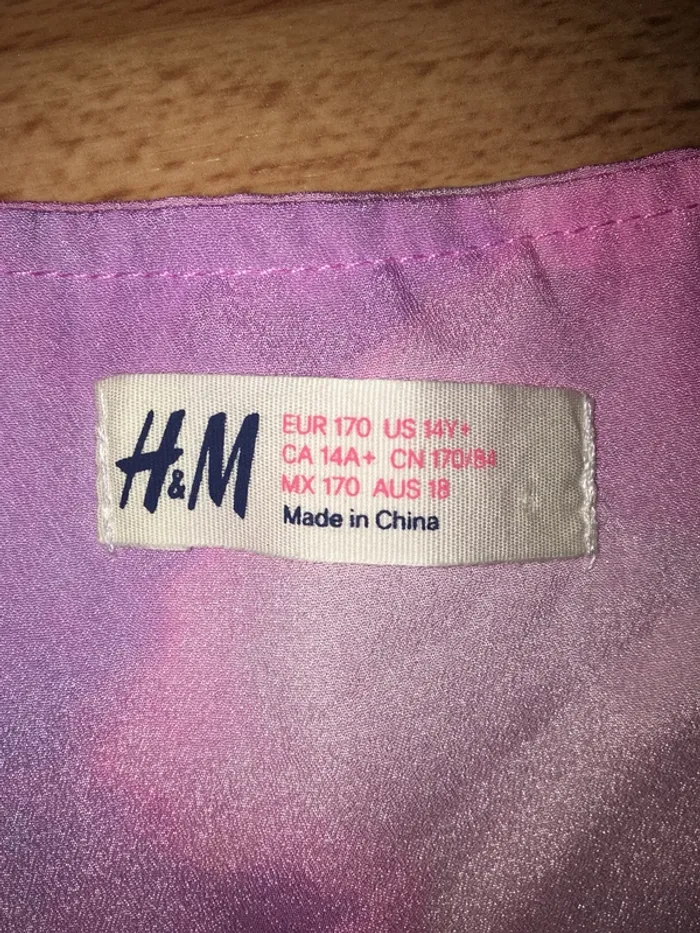 H&M
EUR 170 US 14Y+
CA 14A+ CN 170/84
MX 170 AUS 18
Made in China